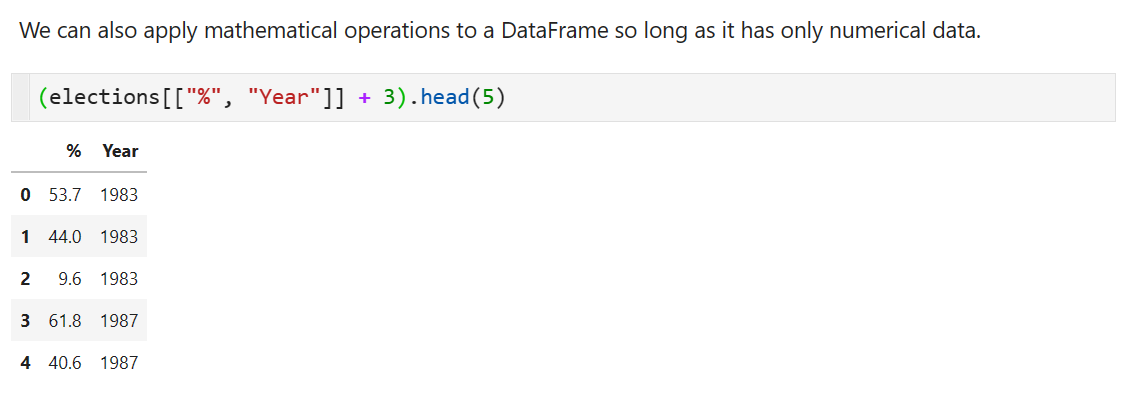 We can also apply mathematical operations to a DataFrame so long as it has only numerical data.
(elections[["%", "Year"]] + 3).head(5)
% Year
0 53.7 1983
1 44.0 1983
2 9.6 1983
3 61.8 1987
4 40.6 1987